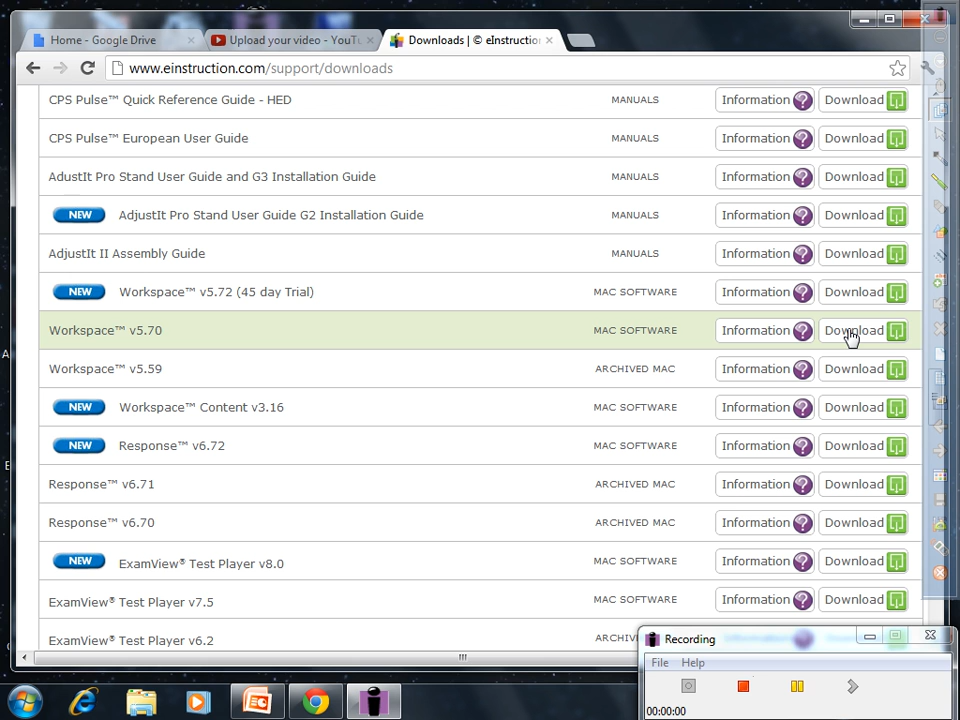 Home - Google Drive
Upload your video - YouTu
Downloads | © eInstructio
www.einstruction.com/support/downloads
CPS Pulse™ Quick Reference Guide - HED MANUALS Information ? Download
CPS Pulse™ European User Guide MANUALS Information ? Download
AdustIt Pro Stand User Guide and G3 Installation Guide MANUALS Information ? Download
NEW AdjustIt Pro Stand User Guide G2 Installation Guide MANUALS Information ? Download
AdjustIt II Assembly Guide MANUALS Information ? Download
NEW Workspace™ v5.72 (45 day Trial) MAC SOFTWARE Information ? Download
Workspace™ v5.70 MAC SOFTWARE Information ? Download
Workspace™ v5.59 ARCHIVED MAC Information ? Download
NEW Workspace™ Content v3.16 MAC SOFTWARE Information ? Download
NEW Response™ v6.72 MAC SOFTWARE Information ? Download
Response™ v6.71 ARCHIVED MAC Information ? Download
Response™ v6.70 ARCHIVED MAC Information ? Download
NEW ExamView® Test Player v8.0 MAC SOFTWARE Information ? Download
ExamView® Test Player v7.5 MAC SOFTWARE Information ? Download
ExamView® Test Player v6.2 ARCHI
Recording
File Help
00:00:00